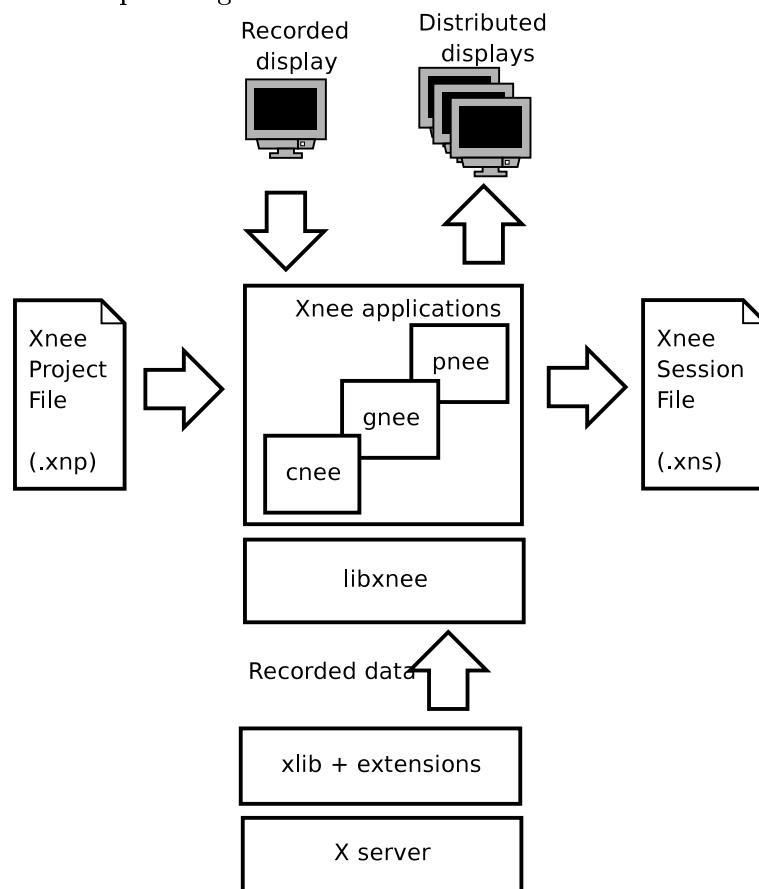 Recorded
display
Distributed
displays
Xnee applications
Xnee
Project
File
(.xnp)
pnee
gnee
cnee
Xnee
Session
File
(.xns)
libxnee
Recorded data
xlib + extensions
X server